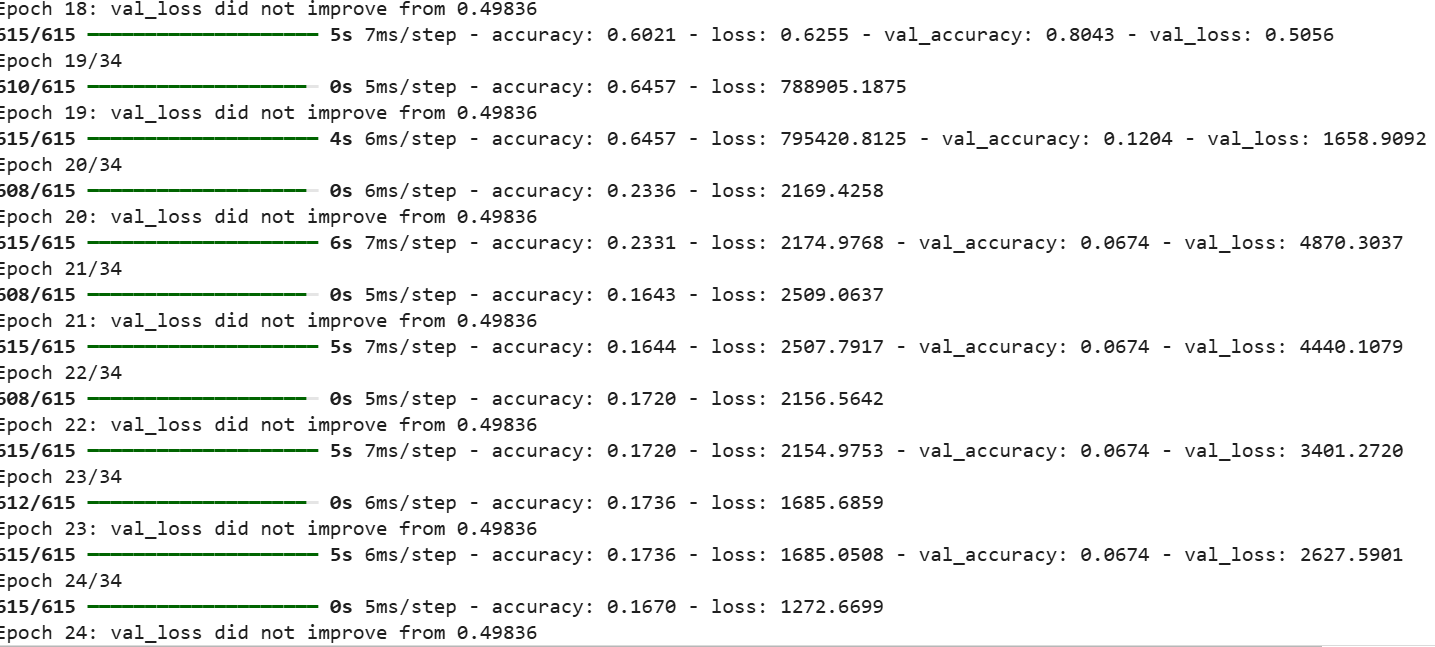 Epoch 18: val_loss did not improve from 0.49836
615/615 ━━━━━━━━━━━━━━━━━━━━ 5s 7ms/step - accuracy: 0.6021 - loss: 0.6255 - val_accuracy: 0.8043 - val_loss: 0.5056
Epoch 19/34
610/615 ━━━━━━━━━━━━━━━━━━━━ 0s 5ms/step - accuracy: 0.6457 - loss: 788905.1875
Epoch 19: val_loss did not improve from 0.49836
615/615 ━━━━━━━━━━━━━━━━━━━━ 4s 6ms/step - accuracy: 0.6457 - loss: 795420.8125 - val_accuracy: 0.1204 - val_loss: 1658.9092
Epoch 20/34
608/615 ━━━━━━━━━━━━━━━━━━━━ 0s 6ms/step - accuracy: 0.2336 - loss: 2169.4258
Epoch 20: val_loss did not improve from 0.49836
615/615 ━━━━━━━━━━━━━━━━━━━━ 6s 7ms/step - accuracy: 0.2331 - loss: 2174.9768 - val_accuracy: 0.0674 - val_loss: 4870.3037
Epoch 21/34
608/615 ━━━━━━━━━━━━━━━━━━━━ 0s 5ms/step - accuracy: 0.1643 - loss: 2509.0637
Epoch 21: val_loss did not improve from 0.49836
615/615 ━━━━━━━━━━━━━━━━━━━━ 5s 7ms/step - accuracy: 0.1644 - loss: 2507.7917 - val_accuracy: 0.0674 - val_loss: 4440.1079
Epoch 22/34
608/615 ━━━━━━━━━━━━━━━━━━━━ 0s 5ms/step - accuracy: 0.1720 - loss: 2156.5642
Epoch 22: val_loss did not improve from 0.49836
615/615 ━━━━━━━━━━━━━━━━━━━━ 5s 7ms/step - accuracy: 0.1720 - loss: 2154.9753 - val_accuracy: 0.0674 - val_loss: 3401.2720
Epoch 23/34
612/615 ━━━━━━━━━━━━━━━━━━━━ 0s 6ms/step - accuracy: 0.1736 - loss: 1685.6859
Epoch 23: val_loss did not improve from 0.49836
615/615 ━━━━━━━━━━━━━━━━━━━━ 5s 6ms/step - accuracy: 0.1736 - loss: 1685.0508 - val_accuracy: 0.0674 - val_loss: 2627.5901
Epoch 24/34
615/615 ━━━━━━━━━━━━━━━━━━━━ 0s 5ms/step - accuracy: 0.1670 - loss: 1272.6699
Epoch 24: val_loss did not improve from 0.49836